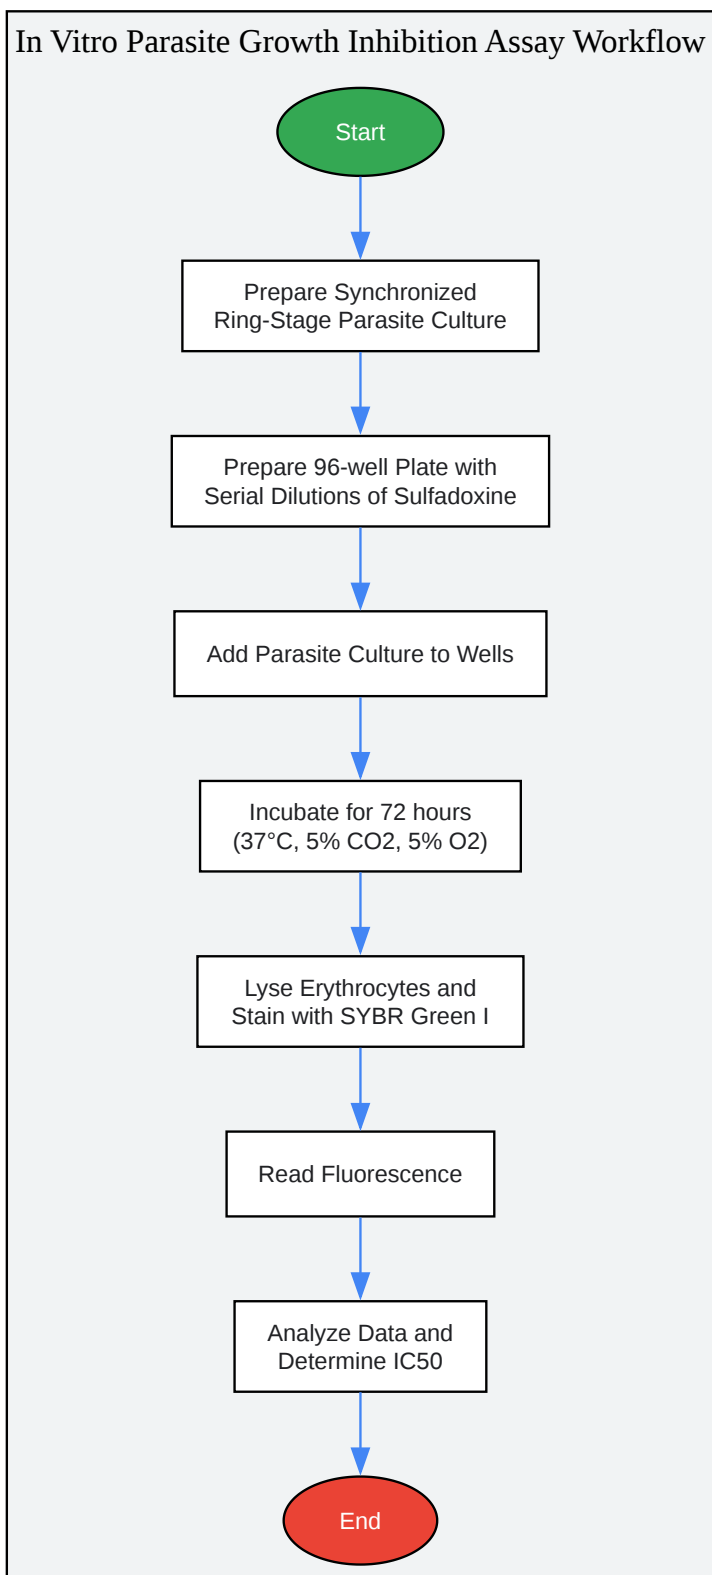 In Vitro Parasite Growth Inhibition Assay Workflow
Start
Prepare Synchronized
Ring-Stage Parasite Culture
Prepare 96-well Plate with
Serial Dilutions of Sulfadoxine
Add Parasite Culture to Wells
Incubate for 72 hours
(37°C, 5% CO2, 5% O2)
Lyse Erythrocytes and
Stain with SYBR Green I
Read Fluorescence
Analyze Data and
Determine IC50
End